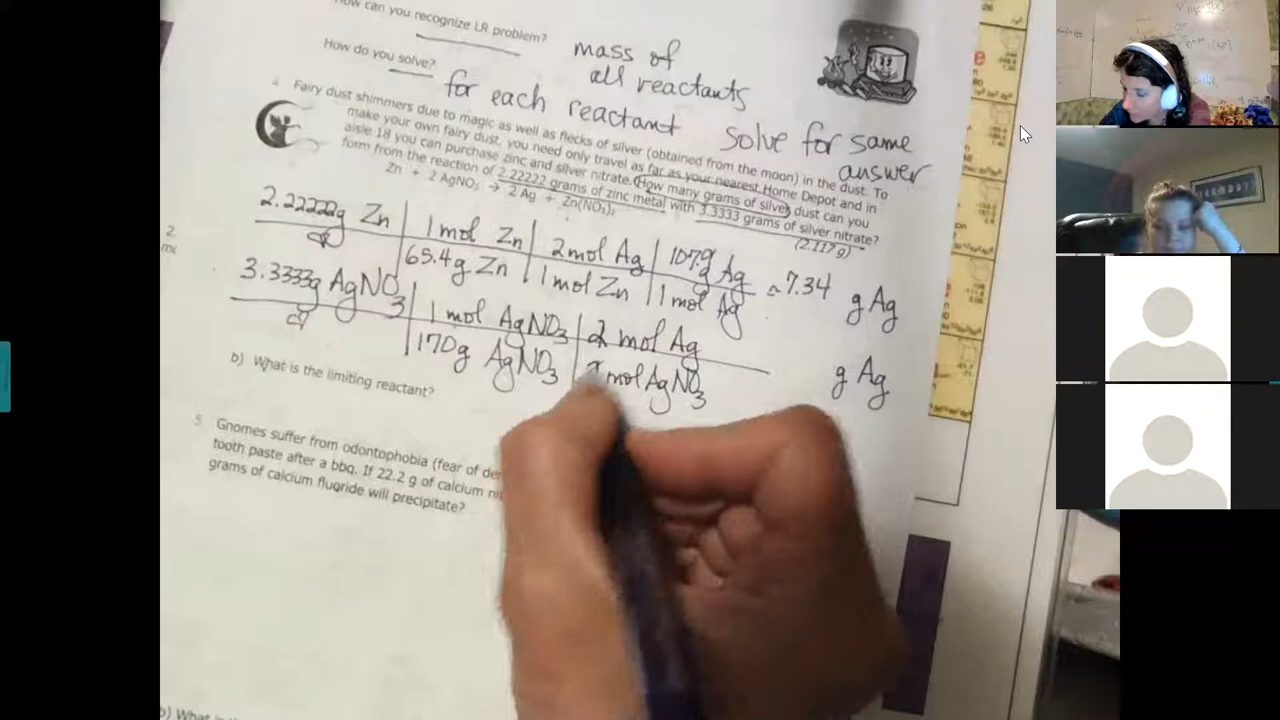 How can you recognize LR problem?
mass of
all reactants
How do you solve?
for each reactant solve for same
answer
Fairy dust shimmers due to magic as well as flecks of silver (obtained from the moon) in the dust. To
make your own fairy dust, you need only travel as far as your nearest Home Depot and in
aisle 18 you can purchase zinc and silver nitrate. How many grams of silver dust can you
form from the reaction of 2.22222 grams of zinc metal with 3.3333 grams of silver nitrate?
Zn + 2 AgNO₃ → 2 Ag + Zn(NO₃)₂
(2.117 g)
2.22222g Zn 1 mol Zn 2 mol Ag 107.9g Ag = 7.34 g Ag
65.4g Zn 1 mol Zn 1 mol Ag
3.3333g AgNO3 1 mol AgNO3 2 mol Ag g Ag
170g AgNO3 mol AgNO3
b) What is the limiting reactant?
5 Gnomes suffer from odontophobia (fear of
tooth paste after a bbq. If 22.2 g of calcium
grams of calcium fluoride will precipitate?
b) What is